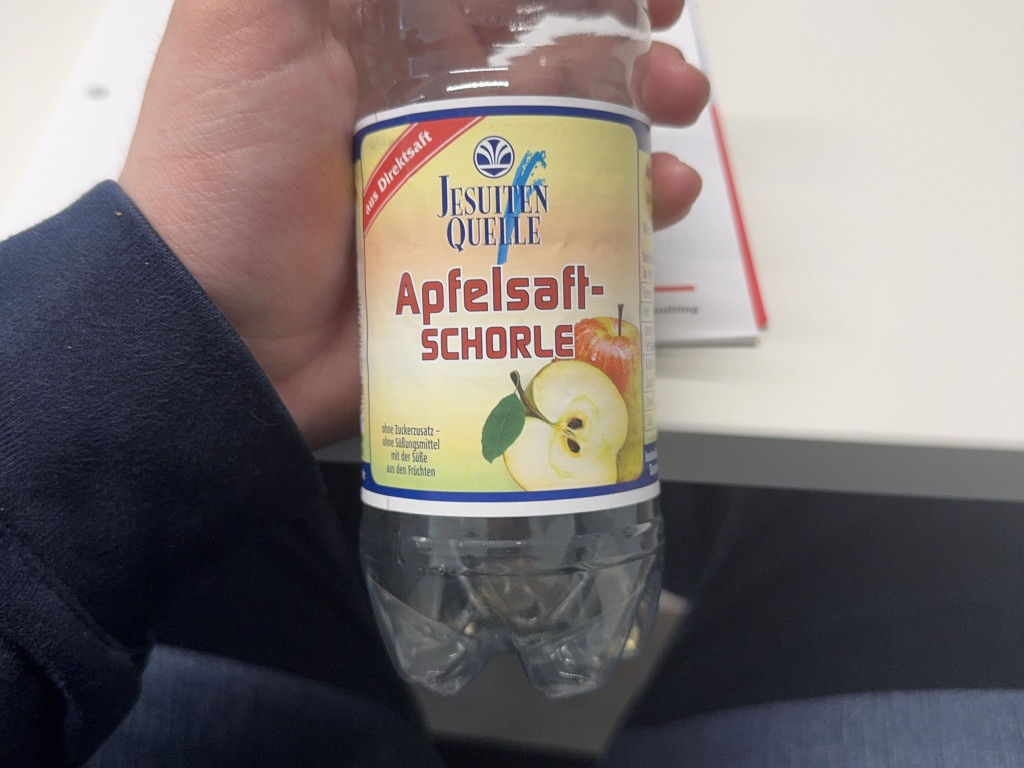 aus Direktsaft
JESUITEN
QUELLE
Apfelsaft-
SCHORLE
ohne Zuckerzusatz –
ohne Süßungsmittel
mit der Süße
aus den Früchten